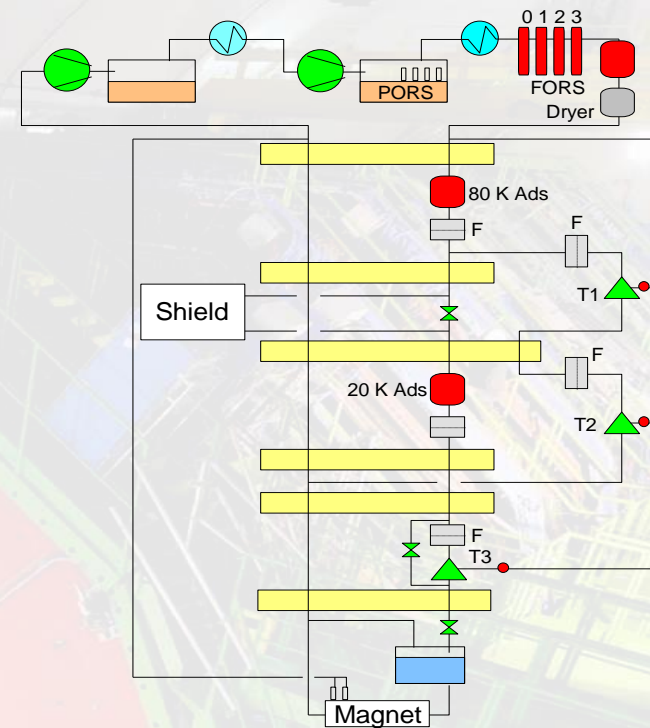 0 1 2 3
PORS
FORS
Dryer
80 K Ads
F
F
T1
Shield
F
20 K Ads
T2
F
T3
Magnet